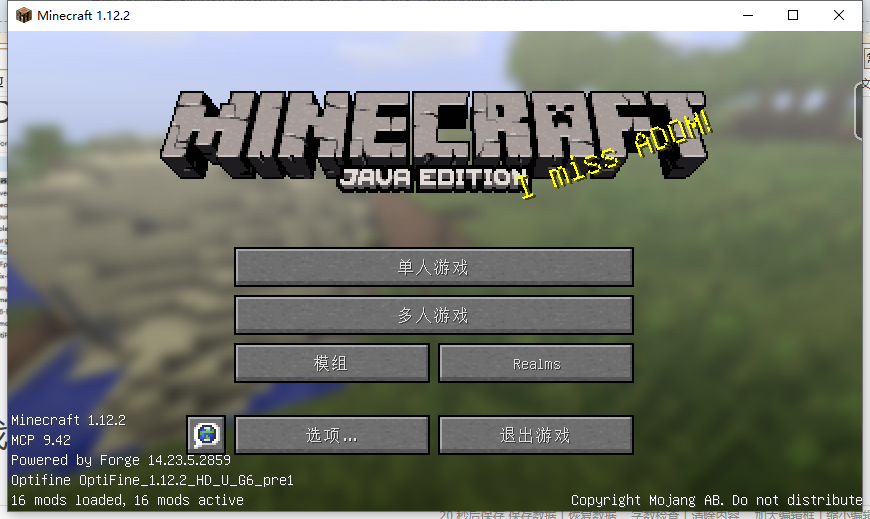 Minecraft 1.12.2
MINECRAFT
JAVA EDITION
I miss ADOM!
单人游戏
多人游戏
模组
Realms
选项...
退出游戏
Minecraft 1.12.2
MCP 9.42
Powered by Forge 14.23.5.2859
Optifine OptiFine_1.12.2_HD_U_G6_pre1
16 mods loaded, 16 mods active
Copyright Mojang AB. Do not distribute